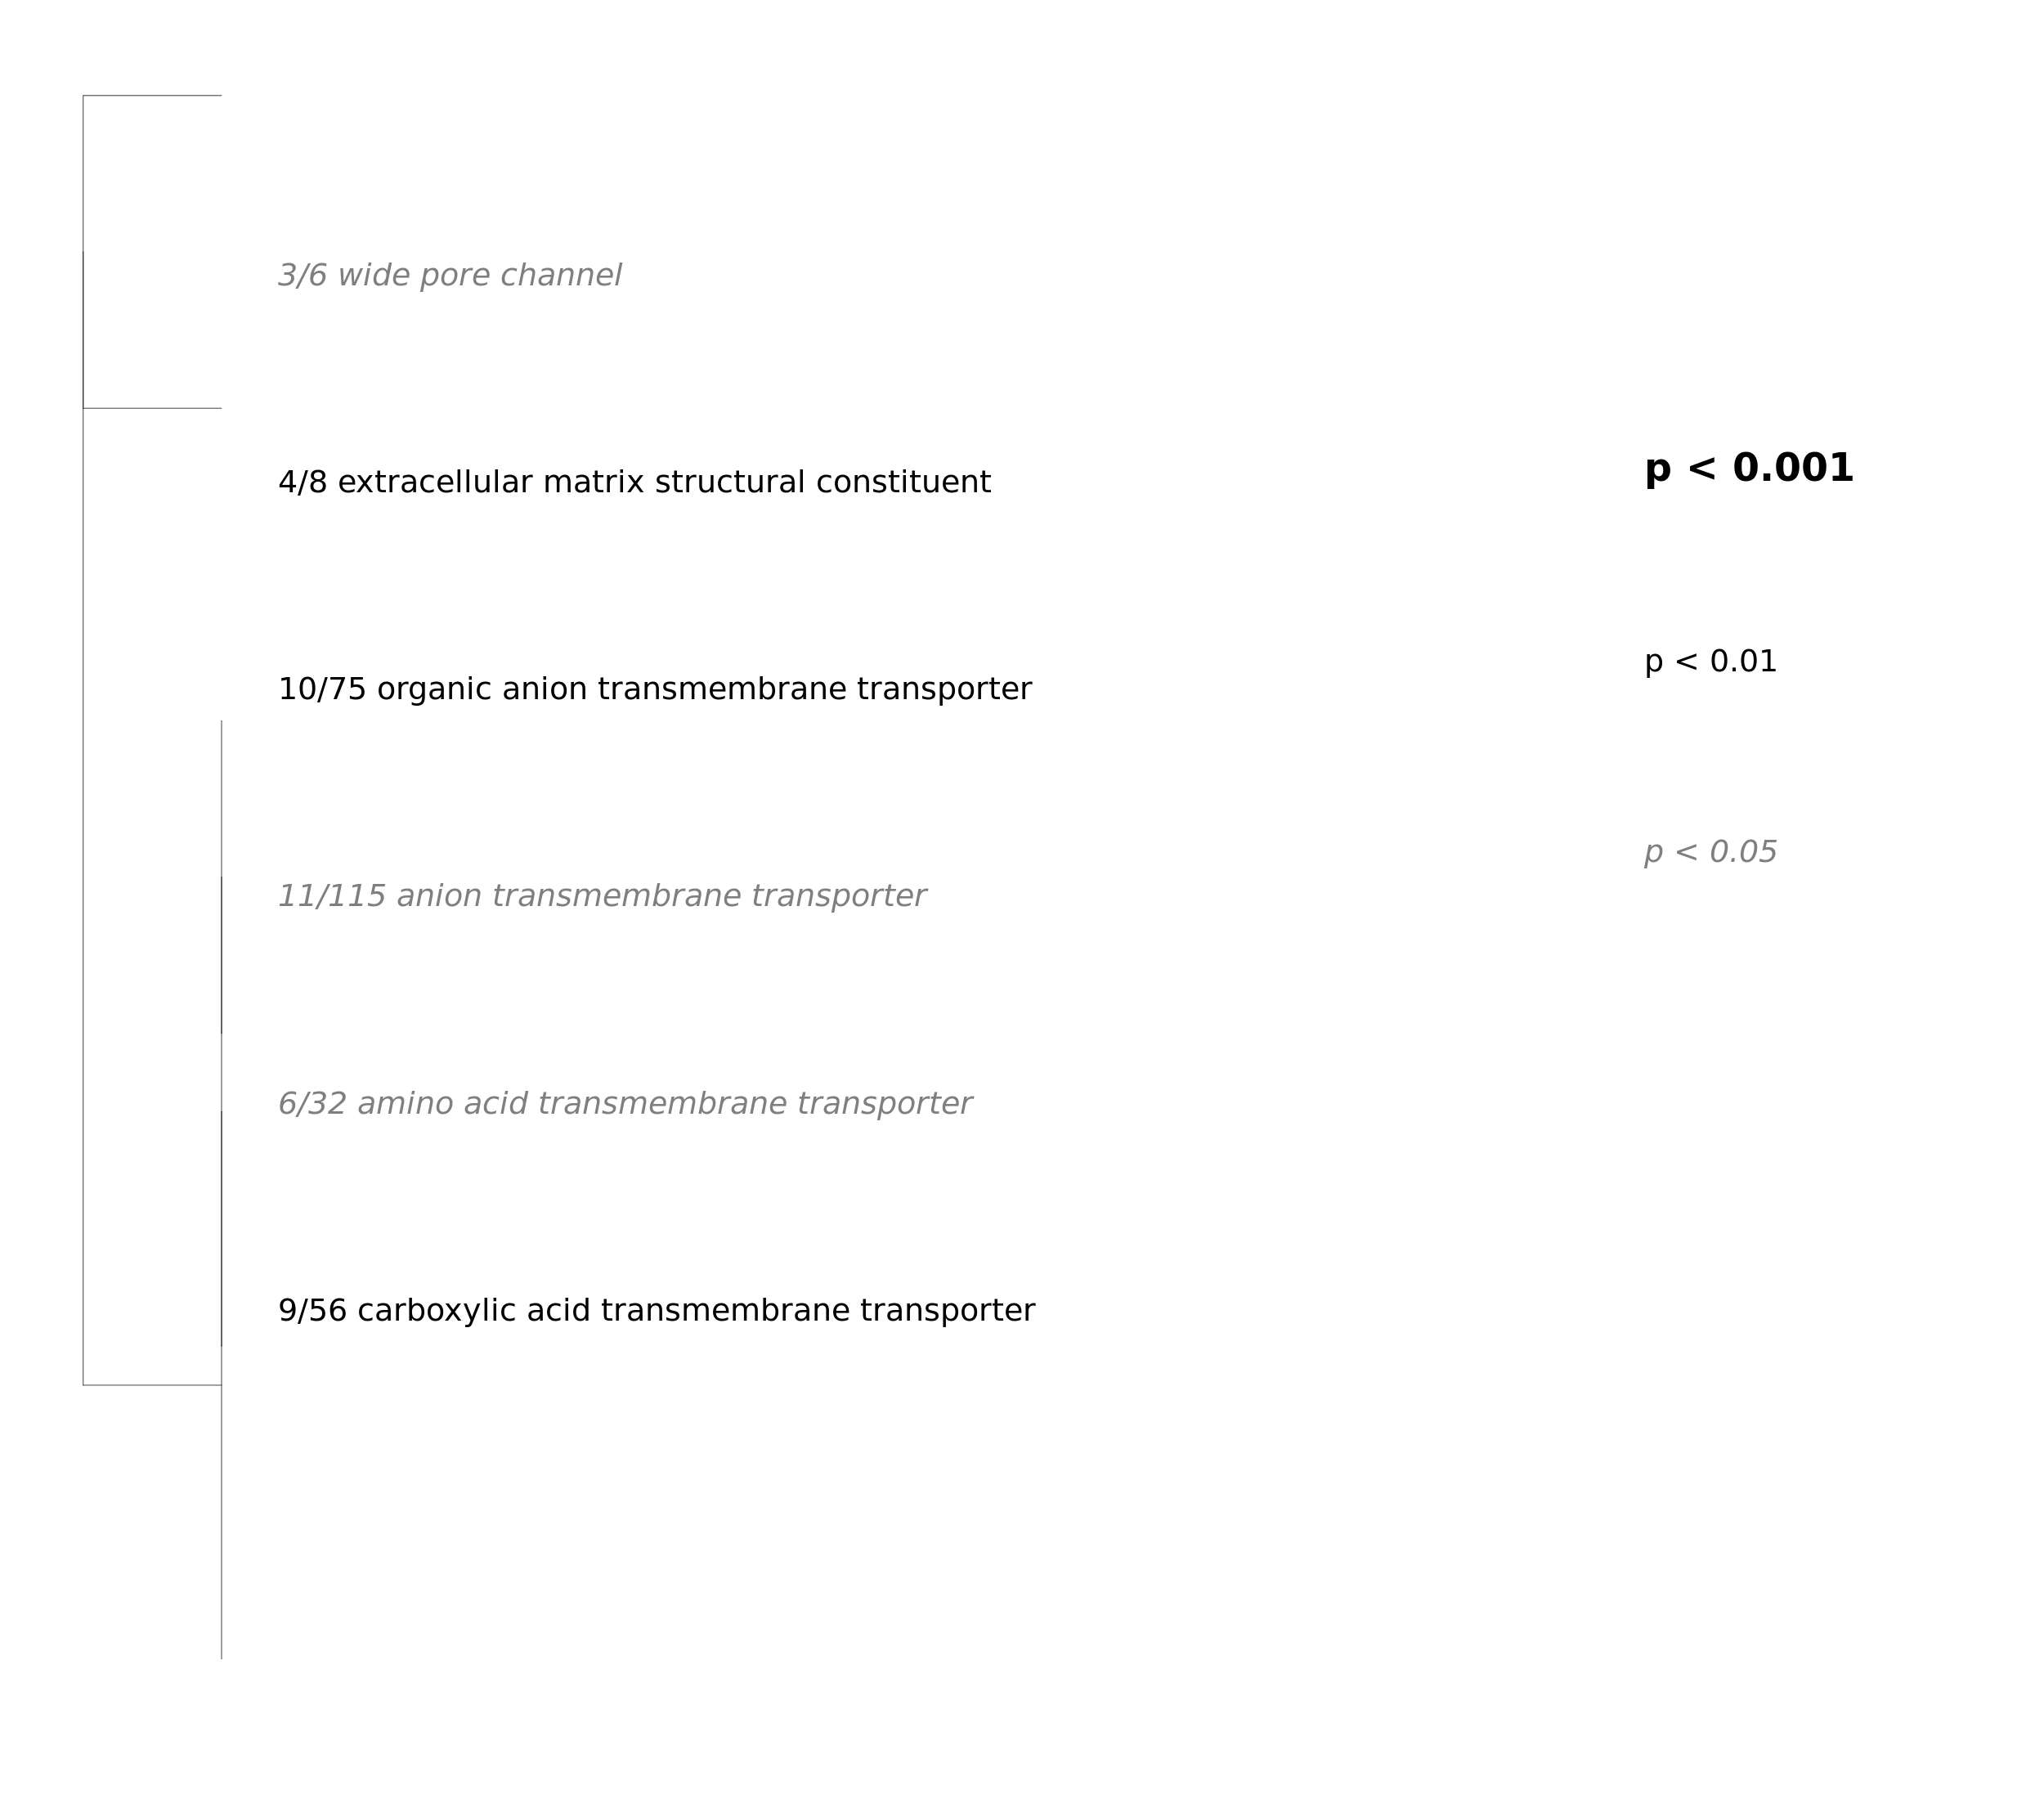 3/6 wide pore channel
4/8 extracellular matrix structural constituent
10/75 organic anion transmembrane transporter
11/115 anion transmembrane transporter
6/32 amino acid transmembrane transporter
9/56 carboxylic acid transmembrane transporter
p < 0.001
p < 0.01
p < 0.05